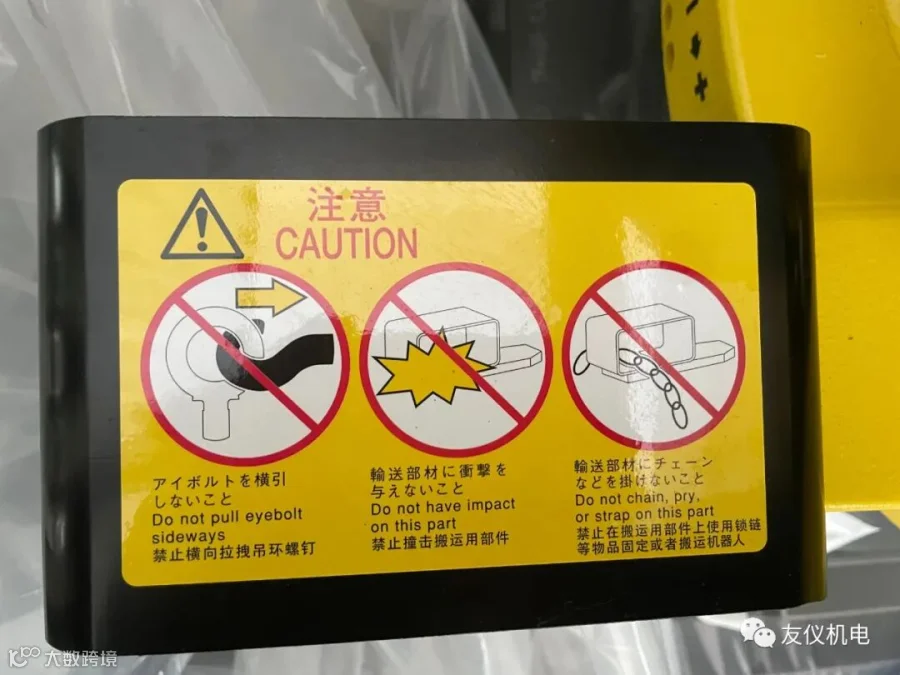 注意
CAUTION
アイボルトを横引
しないこと
Do not pull eyebolt
sideways
禁止横向拉拽吊环螺钉
輸送部材に衝撃を
与えないこと
Do not have impact
on this part
禁止撞击搬运用部件
輸送部材にチェーン
などを掛けないこと
Do not chain, pry,
or strap on this part
禁止在搬运用部件上使用锁链
等物品固定或者搬运机器人
友仪机电
大数跨境